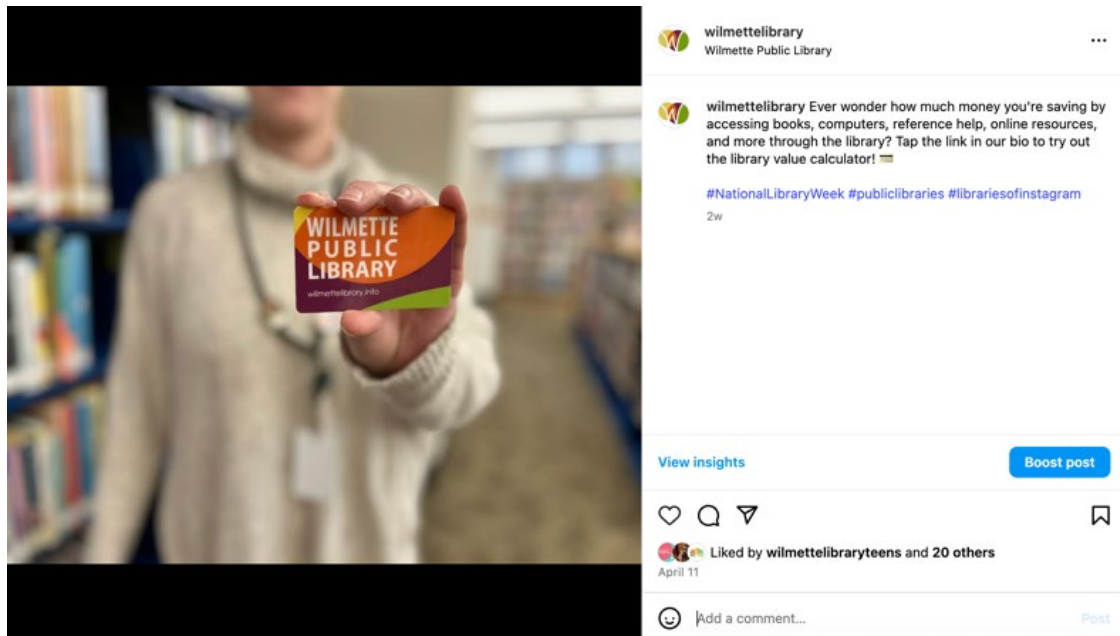 WILMETTE
PUBLIC
LIBRARY
wilmettelibrary.info
wilmettelibrary
Wilmette Public Library
wilmettelibrary Ever wonder how much money you're saving by
accessing books, computers, reference help, online resources,
and more through the library? Tap the link in our bio to try out
the library value calculator! 💳
#NationalLibraryWeek #publiclibraries #librariesofinstagram
2w
View insights
Boost post
Liked by wilmettelibraryteens and 20 others
April 11
Add a comment...
Post